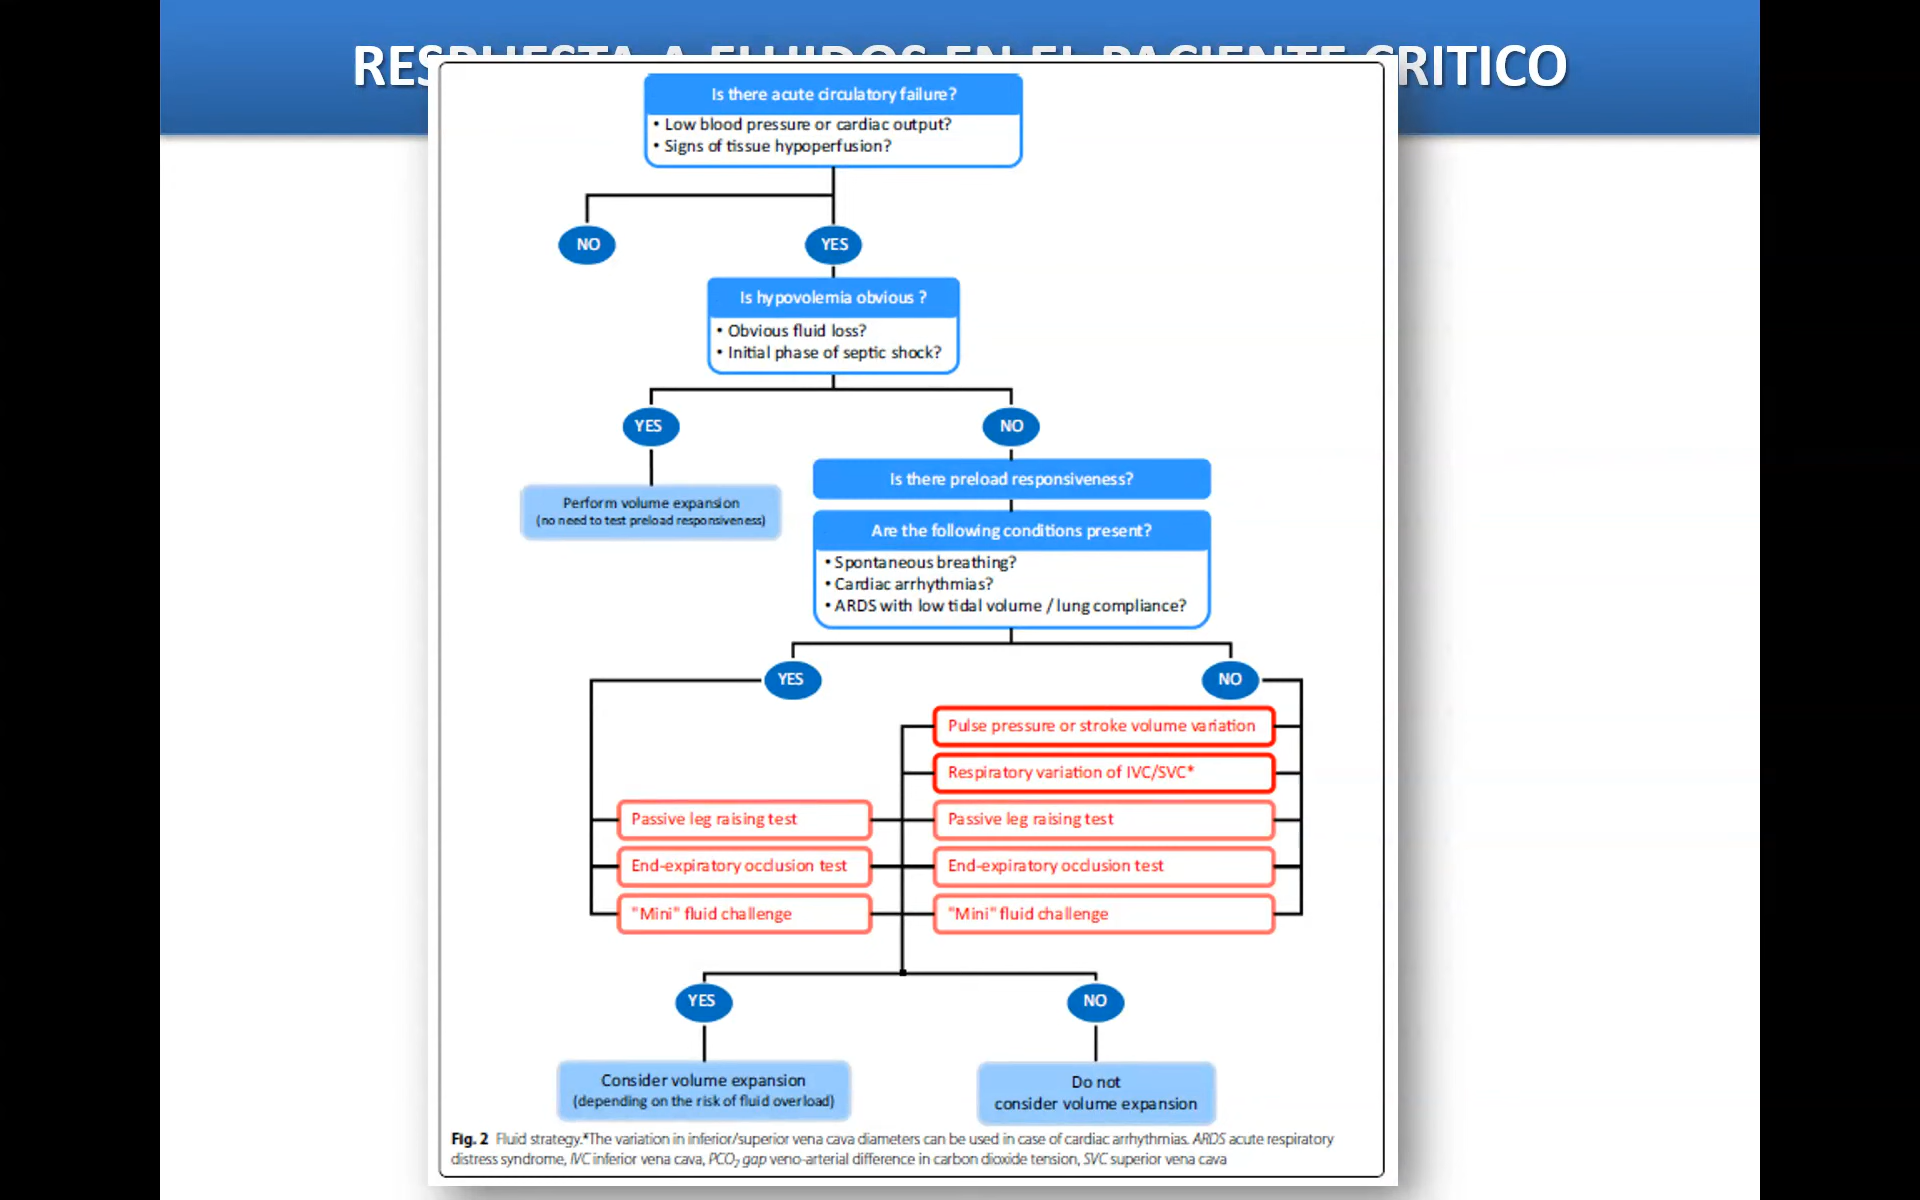 RESPUESTA A FLUIDOS EN EL PACIENTE CRITICO
Is there acute circulatory failure?
• Low blood pressure or cardiac output?
• Signs of tissue hypoperfusion?
NO
YES
Is hypovolemia obvious ?
• Obvious fluid loss?
• Initial phase of septic shock?
YES
NO
Perform volume expansion
(no need to test preload responsiveness)
Is there preload responsiveness?
Are the following conditions present?
• Spontaneous breathing?
• Cardiac arrhythmias?
• ARDS with low tidal volume / lung compliance?
YES
NO
Pulse pressure or stroke volume variation
Respiratory variation of IVC/SVC*
Passive leg raising test
End-expiratory occlusion test
"Mini" fluid challenge
Passive leg raising test
End-expiratory occlusion test
"Mini" fluid challenge
YES
NO
Consider volume expansion
(depending on the risk of fluid overload)
Do not
consider volume expansion
Fig. 2 Fluid strategy.*The variation in inferior/superior vena cava diameters can be used in case of cardiac arrhythmias. ARDS acute respiratory
distress syndrome, IVC inferior vena cava, PCO₂ gap veno-arterial difference in carbon dioxide tension, SVC superior vena cava